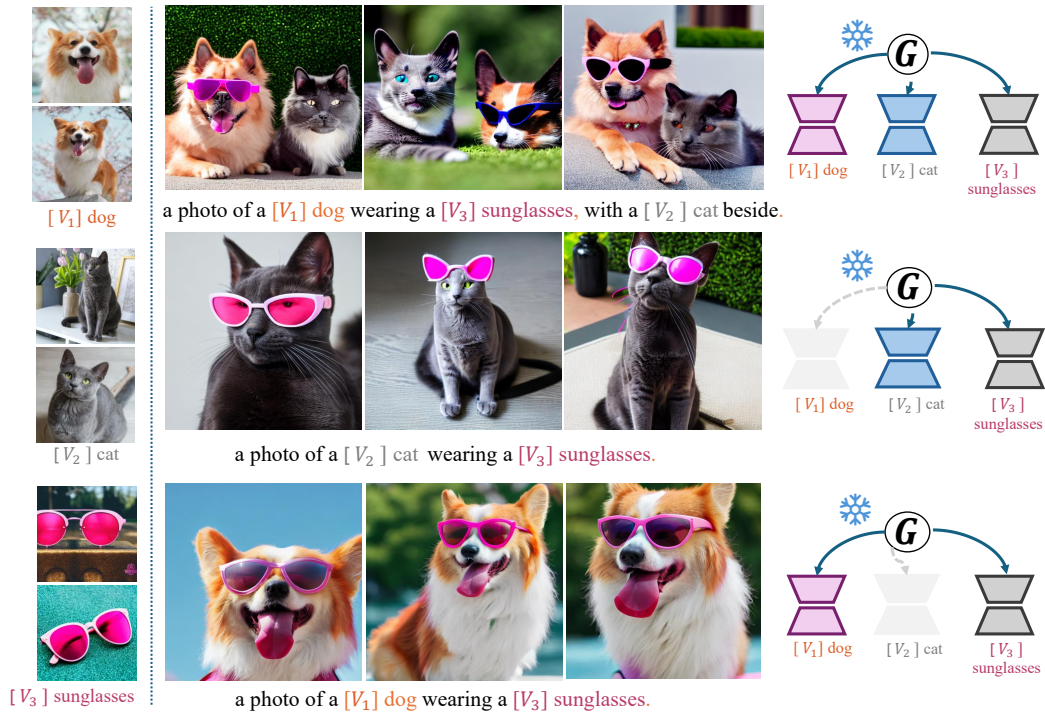 [V₁] dog
[V₂] cat
[V₃] sunglasses
a photo of a [V₁] dog wearing a [V₃] sunglasses, with a [V₂] cat beside.
a photo of a [V₂] cat wearing a [V₃] sunglasses.
a photo of a [V₁] dog wearing a [V₃] sunglasses.
G
[V₁] dog
[V₂] cat
[V₃]
sunglasses
G
[V₁] dog
[V₂] cat
[V₃]
sunglasses
G
[V₁] dog
[V₂] cat
[V₃]
sunglasses